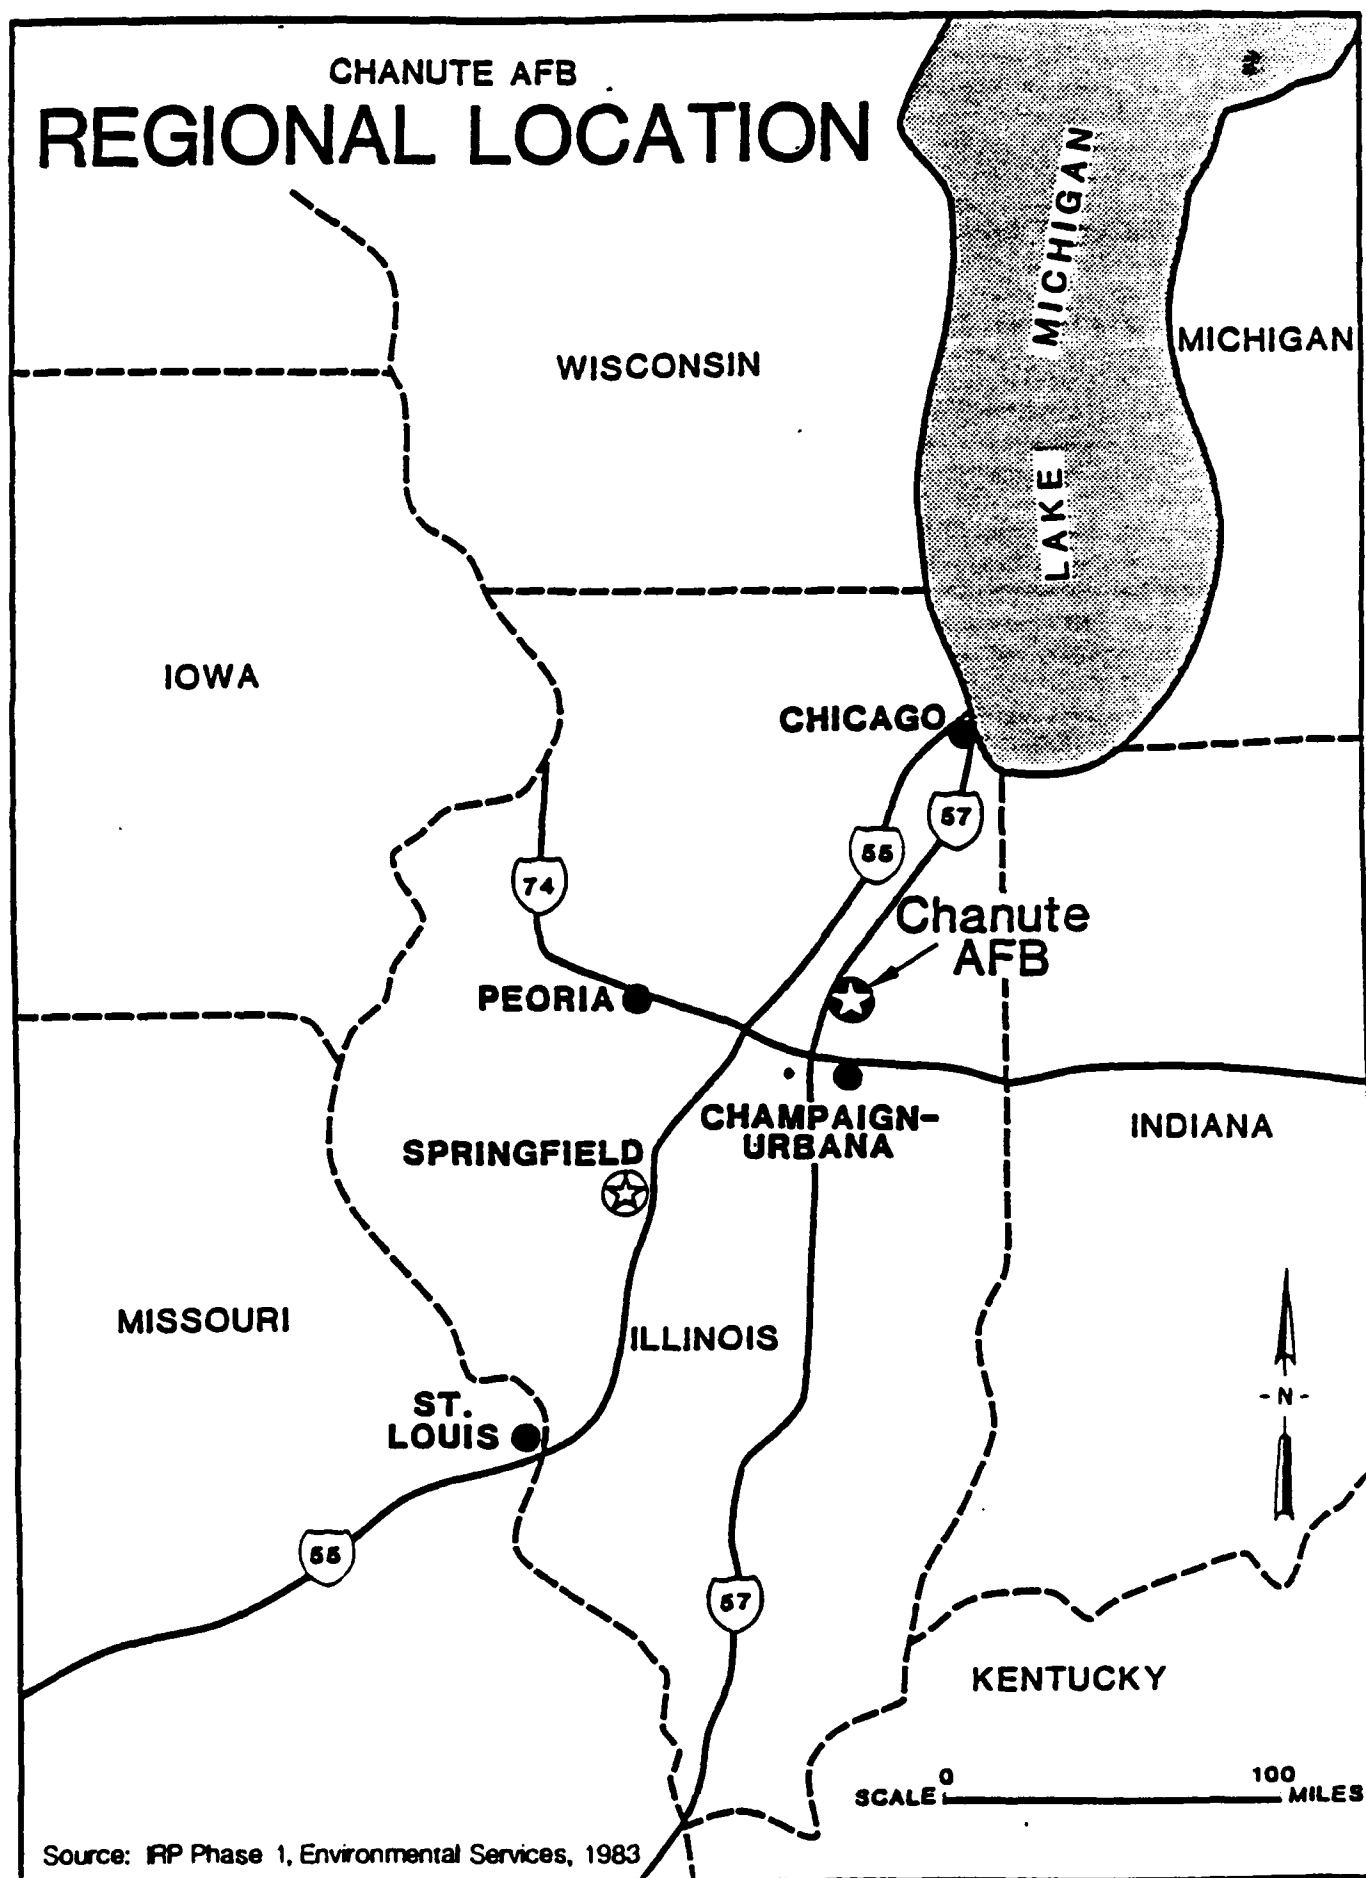 CHANUTE AFB
REGIONAL LOCATION
LAKE MICHIGAN
MICHIGAN
WISCONSIN
IOWA
CHICAGO
57
55
74
Chanute
AFB
PEORIA
CHAMPAIGN-
URBANA
INDIANA
SPRINGFIELD
MISSOURI
ILLINOIS
-N-
ST.
LOUIS
55
57
KENTUCKY
0 100
SCALE MILES
Source: IRP Phase 1, Environmental Services, 1983